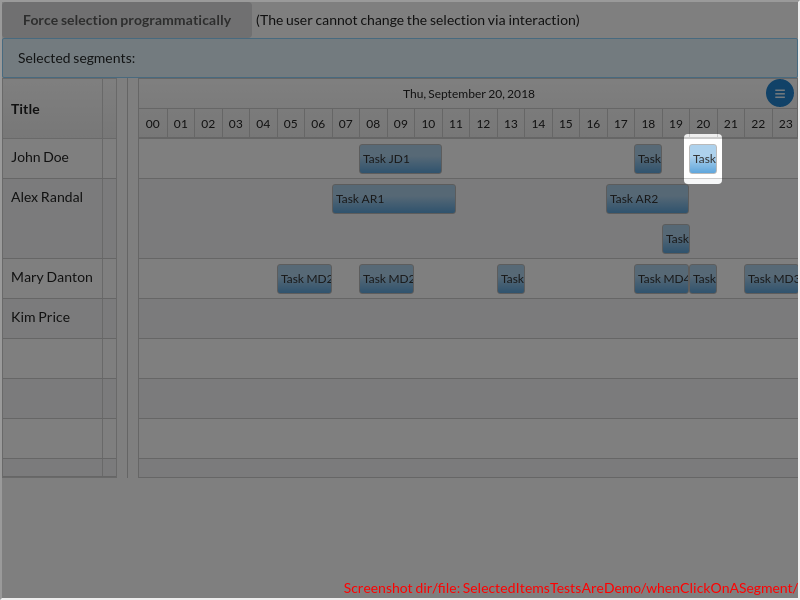 Force selection programmatically (The user cannot change the selection via interaction)
Selected segments:
Title
Thu, September 20, 2018
00 01 02 03 04 05 06 07 08 09 10 11 12 13 14 15 16 17 18 19 20 21 22 23
John Doe Task JD1 Task Task
Alex Randal Task AR1 Task AR2
Task
Mary Danton Task MD2 Task MD2 Task Task MD4 Task Task MD3
Kim Price
Screenshot dir/file: SelectedItemsTestsAreDemo/whenClickOnASegment/